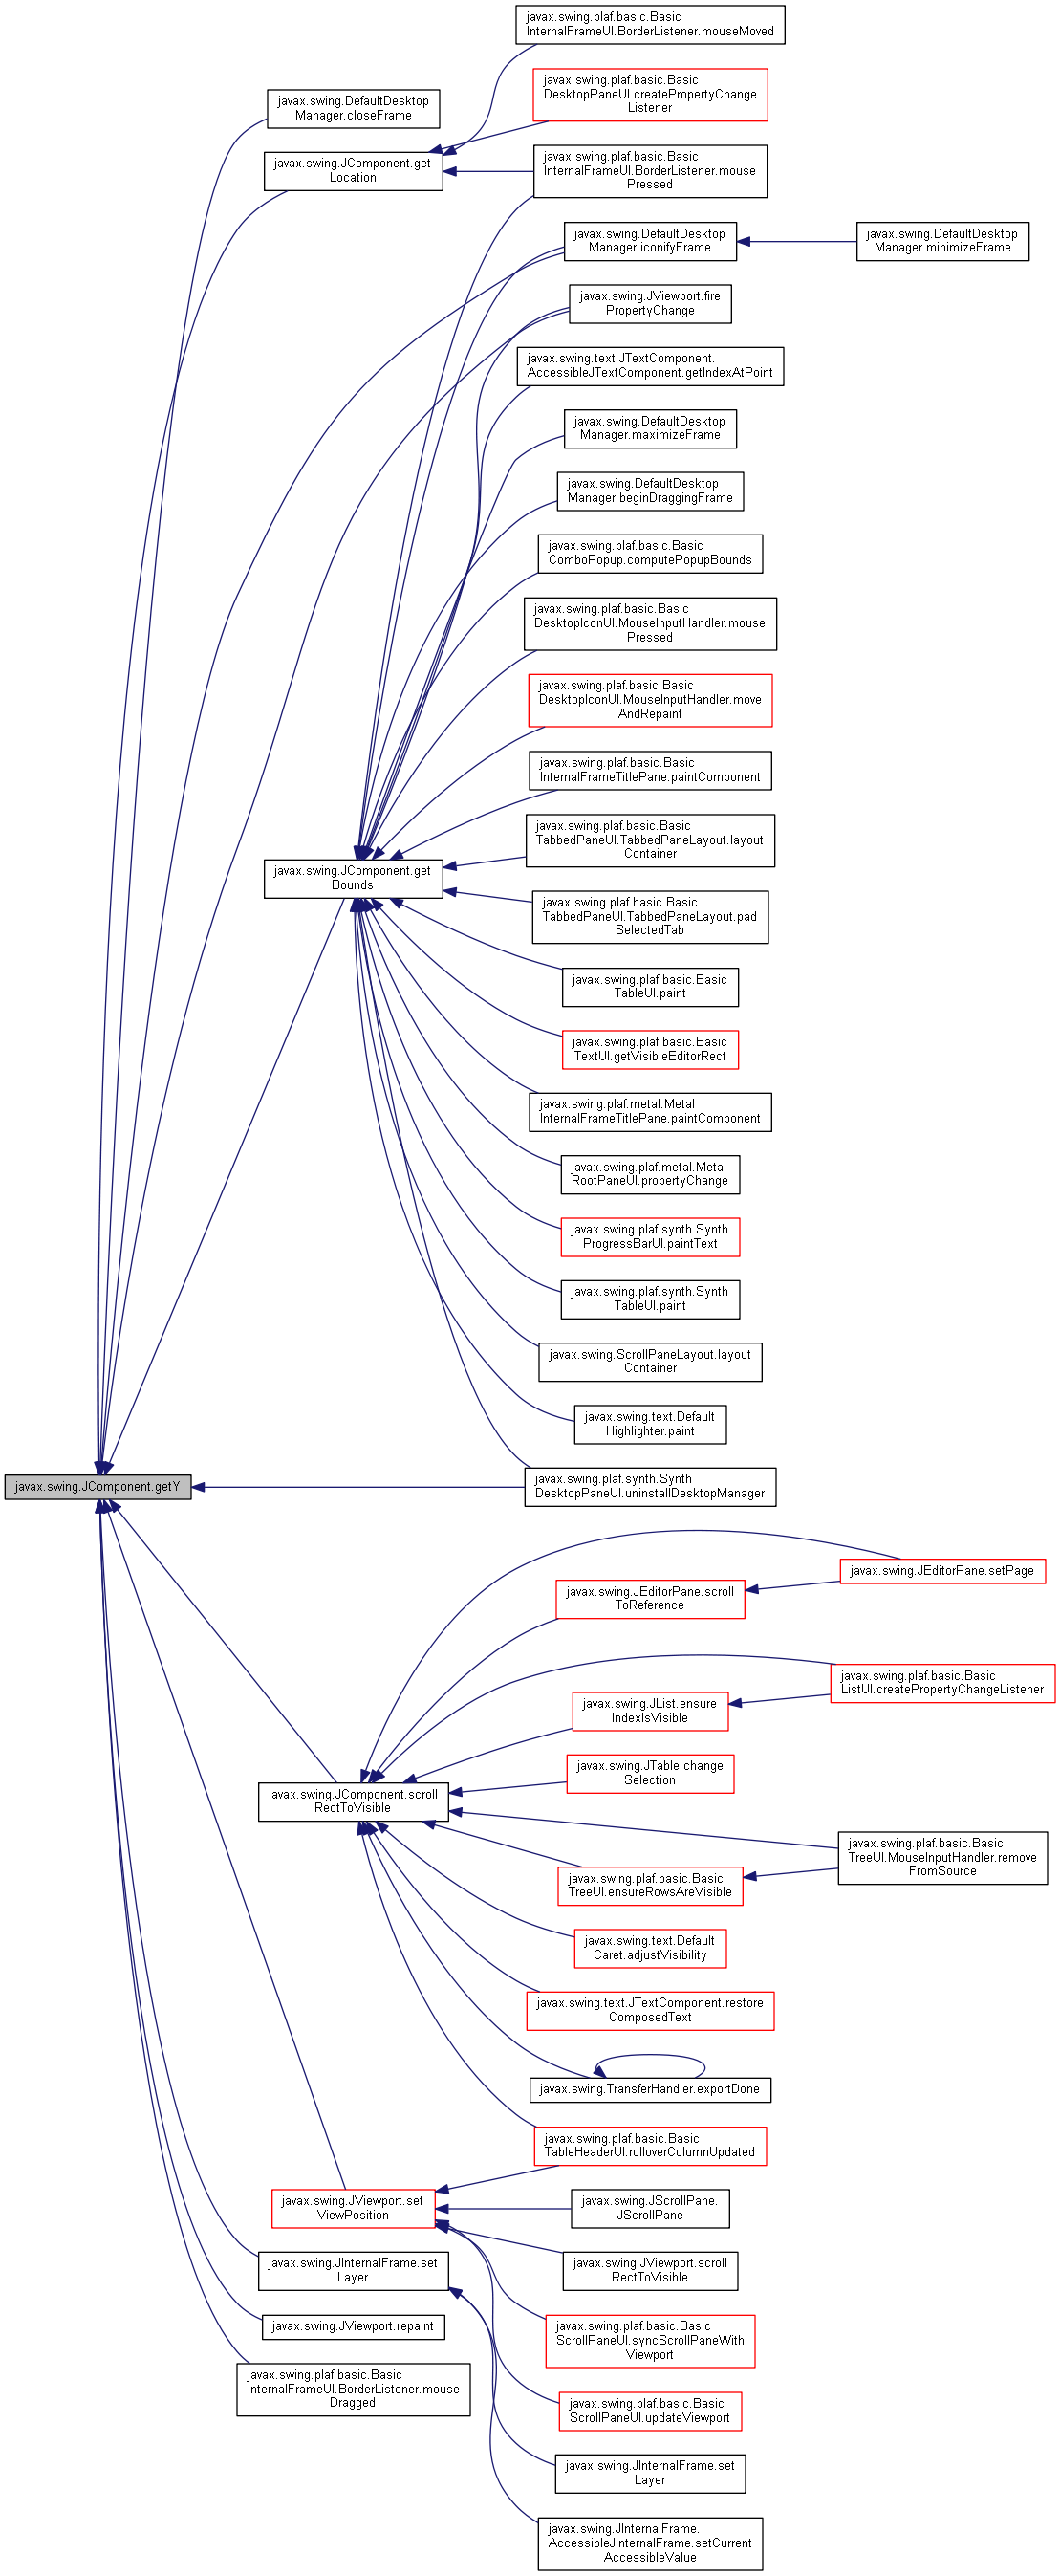 javax.swing.plaf.basic.Basic
InternalFrameUI.BorderListener.mouseMoved
javax.swing.plaf.basic.Basic
DesktopPaneUI.createPropertyChange
Listener
javax.swing.DefaultDesktop
Manager.closeFrame
javax.swing.JComponent.get
Location
javax.swing.plaf.basic.Basic
InternalFrameUI.BorderListener.mouse
Pressed
javax.swing.DefaultDesktop
Manager.iconifyFrame
javax.swing.DefaultDesktop
Manager.minimizeFrame
javax.swing.JViewport.fire
PropertyChange
javax.swing.text.JTextComponent.
AccessibleJTextComponent.getIndexAtPoint
javax.swing.DefaultDesktop
Manager.maximizeFrame
javax.swing.DefaultDesktop
Manager.beginDraggingFrame
javax.swing.plaf.basic.Basic
ComboPopup.computePopupBounds
javax.swing.plaf.basic.Basic
DesktopIconUI.MouseInputHandler.mouse
Pressed
javax.swing.plaf.basic.Basic
DesktopIconUI.MouseInputHandler.move
AndRepaint
javax.swing.plaf.basic.Basic
InternalFrameTitlePane.paintComponent
javax.swing.plaf.basic.Basic
TabbedPaneUI.TabbedPaneLayout.layout
Container
javax.swing.JComponent.get
Bounds
javax.swing.plaf.basic.Basic
TabbedPaneUI.TabbedPaneLayout.pad
SelectedTab
javax.swing.plaf.basic.Basic
TableUI.paint
javax.swing.plaf.basic.Basic
TextUI.getVisibleEditorRect
javax.swing.plaf.metal.Metal
InternalFrameTitlePane.paintComponent
javax.swing.plaf.metal.Metal
RootPaneUI.propertyChange
javax.swing.plaf.synth.Synth
ProgressBarUI.paintText
javax.swing.plaf.synth.Synth
TableUI.paint
javax.swing.ScrollPaneLayout.layout
Container
javax.swing.text.Default
Highlighter.paint
javax.swing.JComponent.getY
javax.swing.plaf.synth.Synth
DesktopPaneUI.uninstallDesktopManager
javax.swing.JEditorPane.setPage
javax.swing.JEditorPane.scroll
ToReference
javax.swing.plaf.basic.Basic
ListUI.createPropertyChangeListener
javax.swing.JList.ensure
IndexIsVisible
javax.swing.JTable.change
Selection
javax.swing.JComponent.scroll
RectToVisible
javax.swing.plaf.basic.Basic
TreeUI.MouseInputHandler.remove
FromSource
javax.swing.plaf.basic.Basic
TreeUI.ensureRowsAreVisible
javax.swing.text.Default
Caret.adjustVisibility
javax.swing.text.JTextComponent.restore
ComposedText
javax.swing.TransferHandler.exportDone
javax.swing.plaf.basic.Basic
TableHeaderUI.rolloverColumnUpdated
javax.swing.JViewport.set
ViewPosition
javax.swing.JScrollPane.
JScrollPane
javax.swing.JViewport.scroll
RectToVisible
javax.swing.JInternalFrame.set
Layer
javax.swing.JViewport.repaint
javax.swing.plaf.basic.Basic
ScrollPaneUI.syncScrollPaneWith
Viewport
javax.swing.plaf.basic.Basic
InternalFrameUI.BorderListener.mouse
Dragged
javax.swing.plaf.basic.Basic
ScrollPaneUI.updateViewport
javax.swing.JInternalFrame.set
Layer
javax.swing.JInternalFrame.
AccessibleJInternalFrame.setCurrent
AccessibleValue